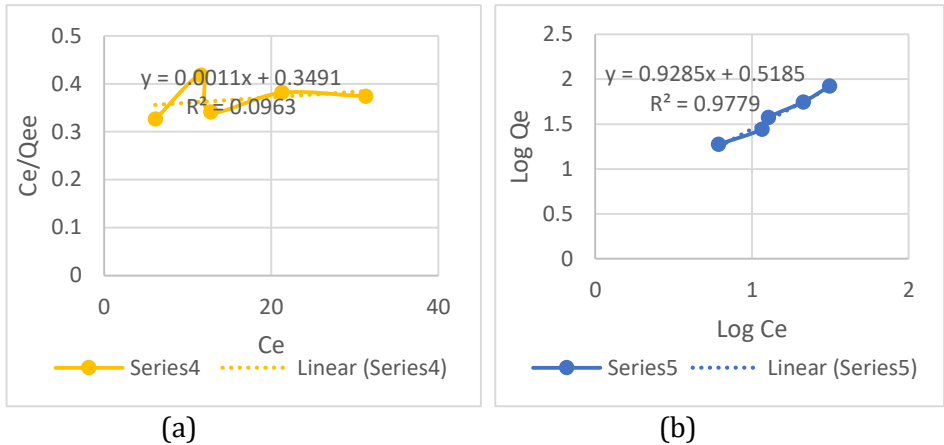 0.5
0.4
0.3
0.2
0.1
0
0
20
40
Ce/Qee
y = 0.0011x + 0.3491
R² = 0.0963
Ce
Series4
Linear (Series4)
(a)
2.5
2
1.5
1
0.5
0
0
1
2
Log Qe
y = 0.9285x + 0.5185
R² = 0.9779
Log Ce
Series5
Linear (Series5)
(b)